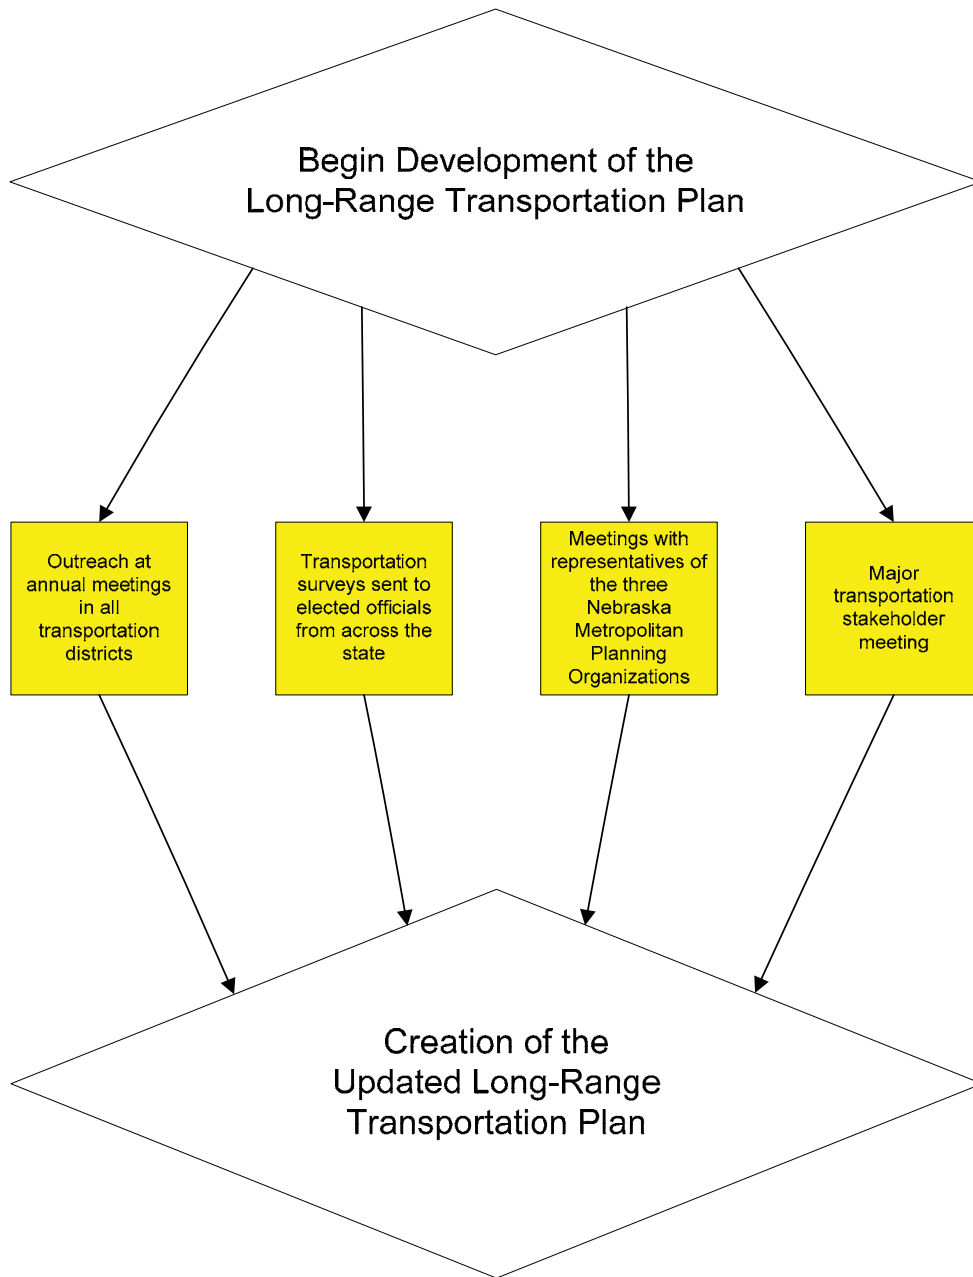 Begin Development of the
Long-Range Transportation Plan
Outreach at
annual meetings
in all
transportation
districts
Transportation
surveys sent to
elected officials
from across the
state
Meetings with
representatives of
the three
Nebraska
Metropolitan
Planning
Organizations
Major
transportation
stakeholder
meeting
Creation of the
Updated Long-Range
Transportation Plan